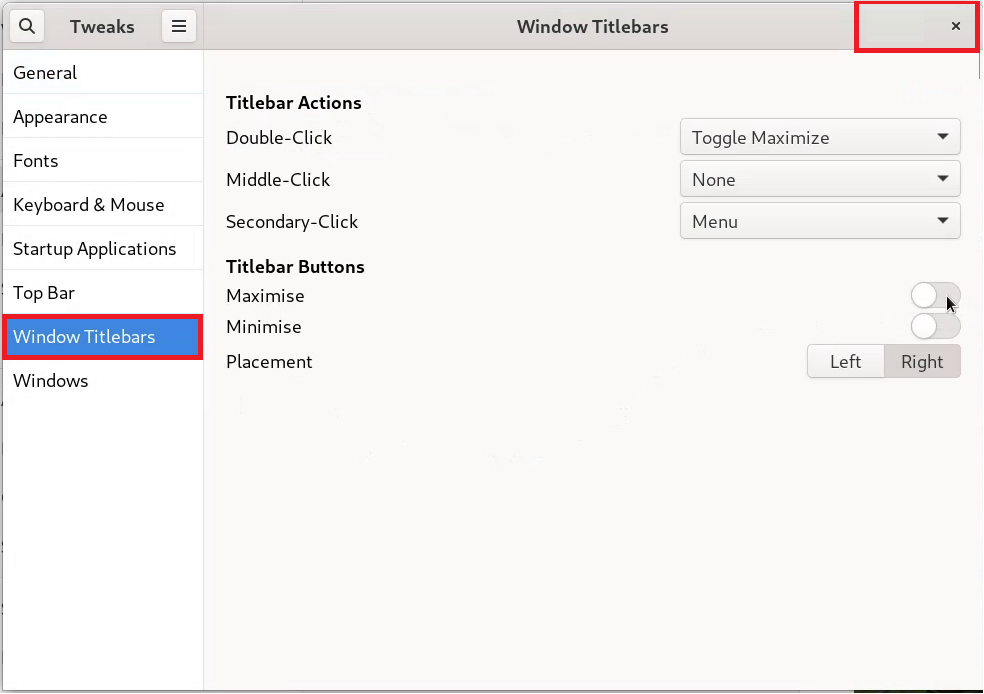 Tweaks
Window Titlebars
×
General
Appearance
Fonts
Keyboard & Mouse
Startup Applications
Top Bar
Window Titlebars
Windows
Titlebar Actions
Double-Click
Toggle Maximize
Middle-Click
None
Secondary-Click
Menu
Titlebar Buttons
Maximise
Minimise
Placement
Left
Right